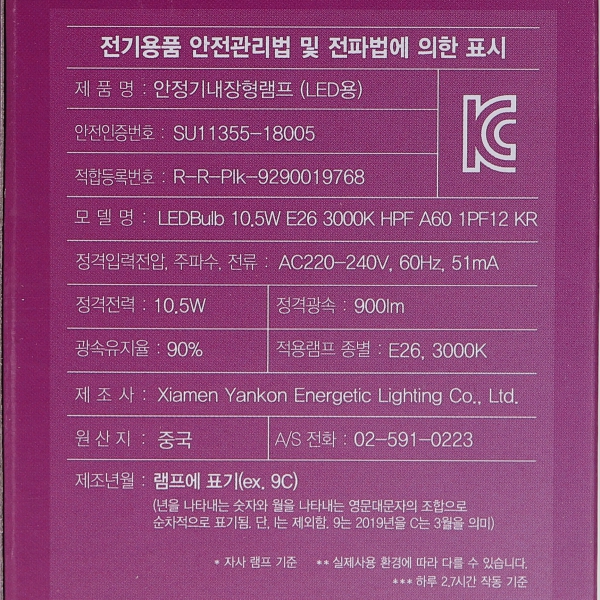 전기용품 안전관리법 및 전파법에 의한 표시
제 품 명 : 안정기내장형램프 (LED용)
KC
안전인증번호 : SU11355-18005
적합등록번호 : R-R-Plk-9290019768
모 델 명 : LEDBulb 10.5W E26 3000K HPF A60 1PF12 KR
정격입력전압, 주파수, 전류 : AC220-240V, 60Hz, 51mA
정격전력 : 10.5W 정격광속 : 900lm
광속유지율 : 90% 적용램프 종별 : E26, 3000K
제 조 사 : Xiamen Yankon Energetic Lighting Co., Ltd.
원 산 지 : 중국 A/S 전화 : 02-591-0223
제조년월 : 램프에 표기(ex. 9C)
(년을 나타내는 숫자와 월을 나타내는 영문대문자의 조합으로
순차적으로 표기됨. 단, I는 제외함. 9는 2019년을 C는 3월을 의미)
* 자사 램프 기준 ** 실제사용 환경에 따라 다를 수 있습니다.
*** 하루 2.7시간 작동 기준